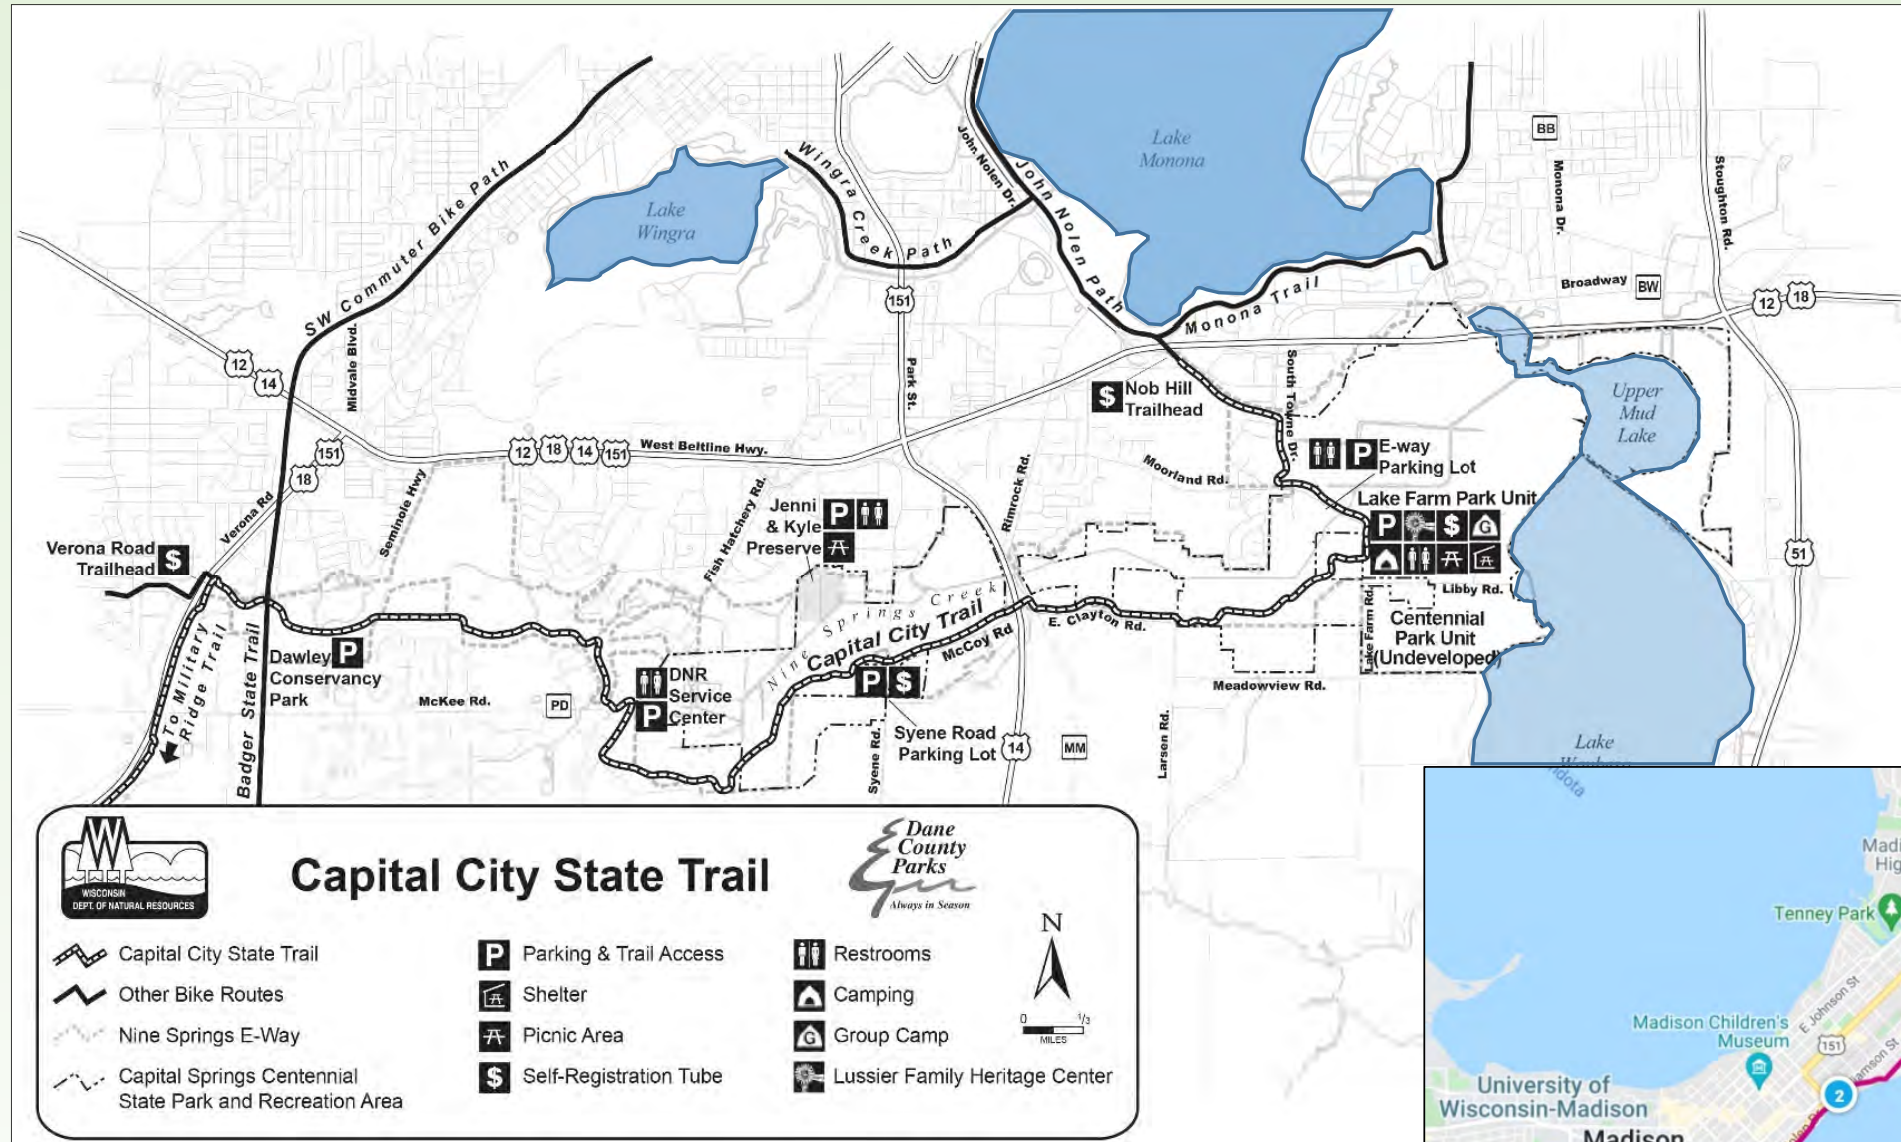 Lake
Monona
BB
Monona Dr.
Stoughton Rd.
John Nolen Dr.
John Nolen Path
Wingra Creek Path
Lake
Wingra
SW Commuter Bike Path
151
Monona Trail
Broadway
BW
12
18
12
14
Midvale Blvd.
Park St.
South Towne Dr.
Nob Hill
Trailhead
Upper
Mud
Lake
151
18
12
18
14
151
West Beltline Hwy.
E-way
Parking Lot
Moorland Rd.
Rimrock Rd.
Verona Rd
Seminole Hwy
Fish Hatchery Rd.
Jenni
& Kyle
Preserve
Lake Farm Park Unit
51
Verona Road
Trailhead
Libby Rd.
Nine Springs Creek
Capital City Trail
McCoy Rd
E. Clayton Rd.
Lake Farm Rd.
Centennial
Park Unit
(Undeveloped)
To Military
Ridge Trail
Badger State Trail
Dawley
Conservancy
Park
McKee Rd.
PD
DNR
Service
Center
Meadowview Rd.
Syene Rd.
Syene Road
Parking Lot
14
MM
Larsen Rd.
Lake
WISCONSIN
DEPT. OF NATURAL RESOURCES
Capital City State Trail
Dane
County
Parks
Always in Season
Capital City State Trail
Other Bike Routes
Nine Springs E-Way
Capital Springs Centennial
State Park and Recreation Area
P Parking & Trail Access
Shelter
Picnic Area
$ Self-Registration Tube
Restrooms
Camping
G Group Camp
Lussier Family Heritage Center
N
0 1/3
MILES
Tenney Park
E Johnson St
Madison Children's
Museum
151
2
University of
Wisconsin-Madison
Madison